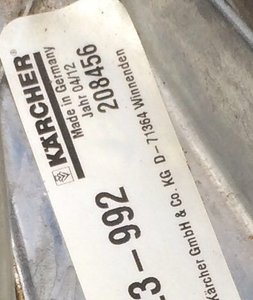 KÄRCHER
Made in Germany
Jahr 04/12
208456
3-992
Kärcher GmbH & Co. KG D-71364 Winnenden